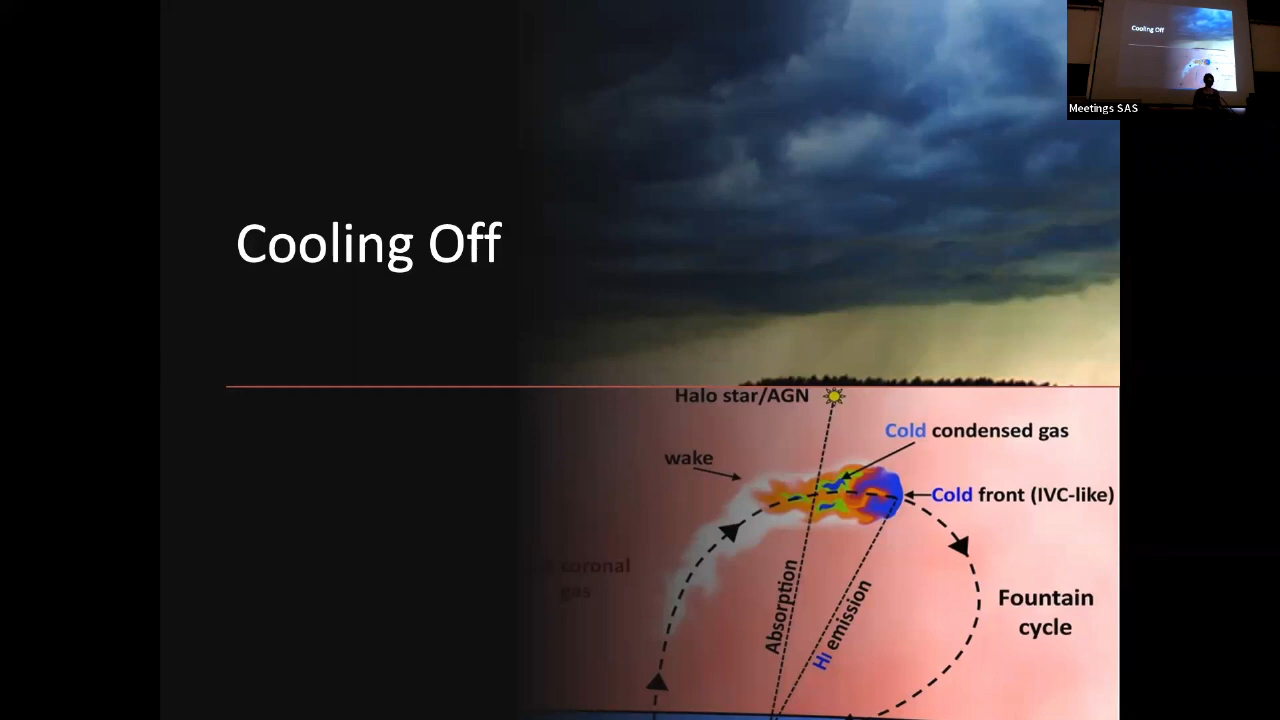 Cooling Off
Meetings SAS
Cooling Off
Halo star/AGN
Cold condensed gas
wake
Cold front (IVC-like)
coronal
gas
Absorption
HI emission
Fountain
cycle